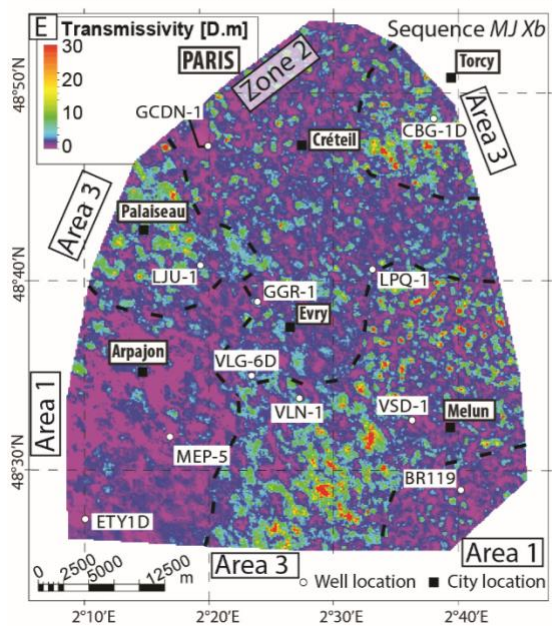 E Transmissivity [D.m]
Sequence MJ Xb
30
20
10
0
PARIS
Zone 2
Torcy
48°50'N
GCDN-1
CBG-1D
Créteil
Area 3
Area 3
Palaiseau
LJU-1
LPQ-1
48°40'N
GGR-1
Evry
Arpajon
VLG-6D
Area 1
VLN-1
VSD-1
Melun
MEP-5
48°30'N
BR119
ETY1D
Area 3
Area 1
0 2500 5000 12500 m
Well location
City location
2°10'E
2°20'E
2°30'E
2°40'E